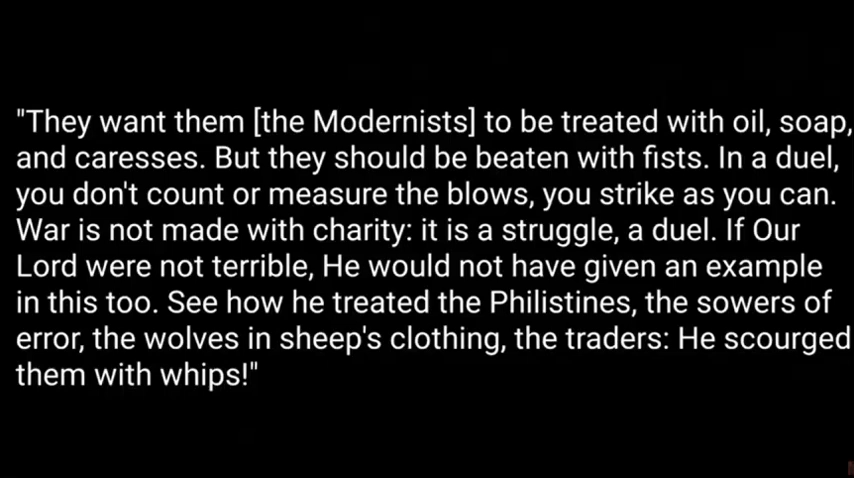 "They want them [the Modernists] to be treated with oil, soap,
and caresses. But they should be beaten with fists. In a duel,
you don't count or measure the blows, you strike as you can.
War is not made with charity: it is a struggle, a duel. If Our
Lord were not terrible, He would not have given an example
in this too. See how he treated the Philistines, the sowers of
error, the wolves in sheep's clothing, the traders: He scourged
them with whips!"